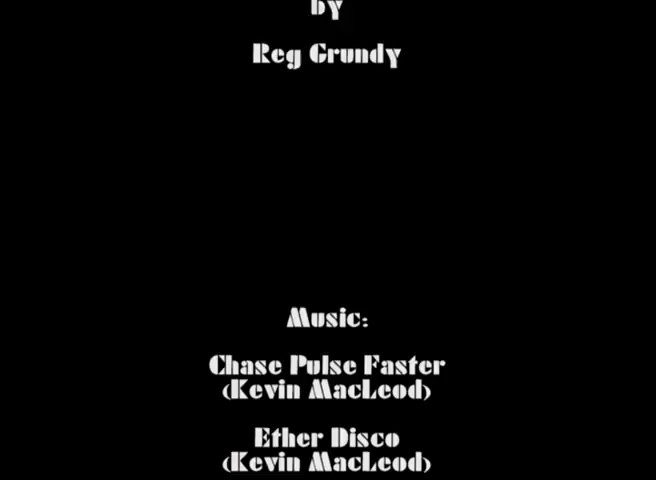 by
Reg Grundy
Music:
Chase Pulse Faster
(Kevin MacLeod)
Ether Disco
(Kevin MacLeod)